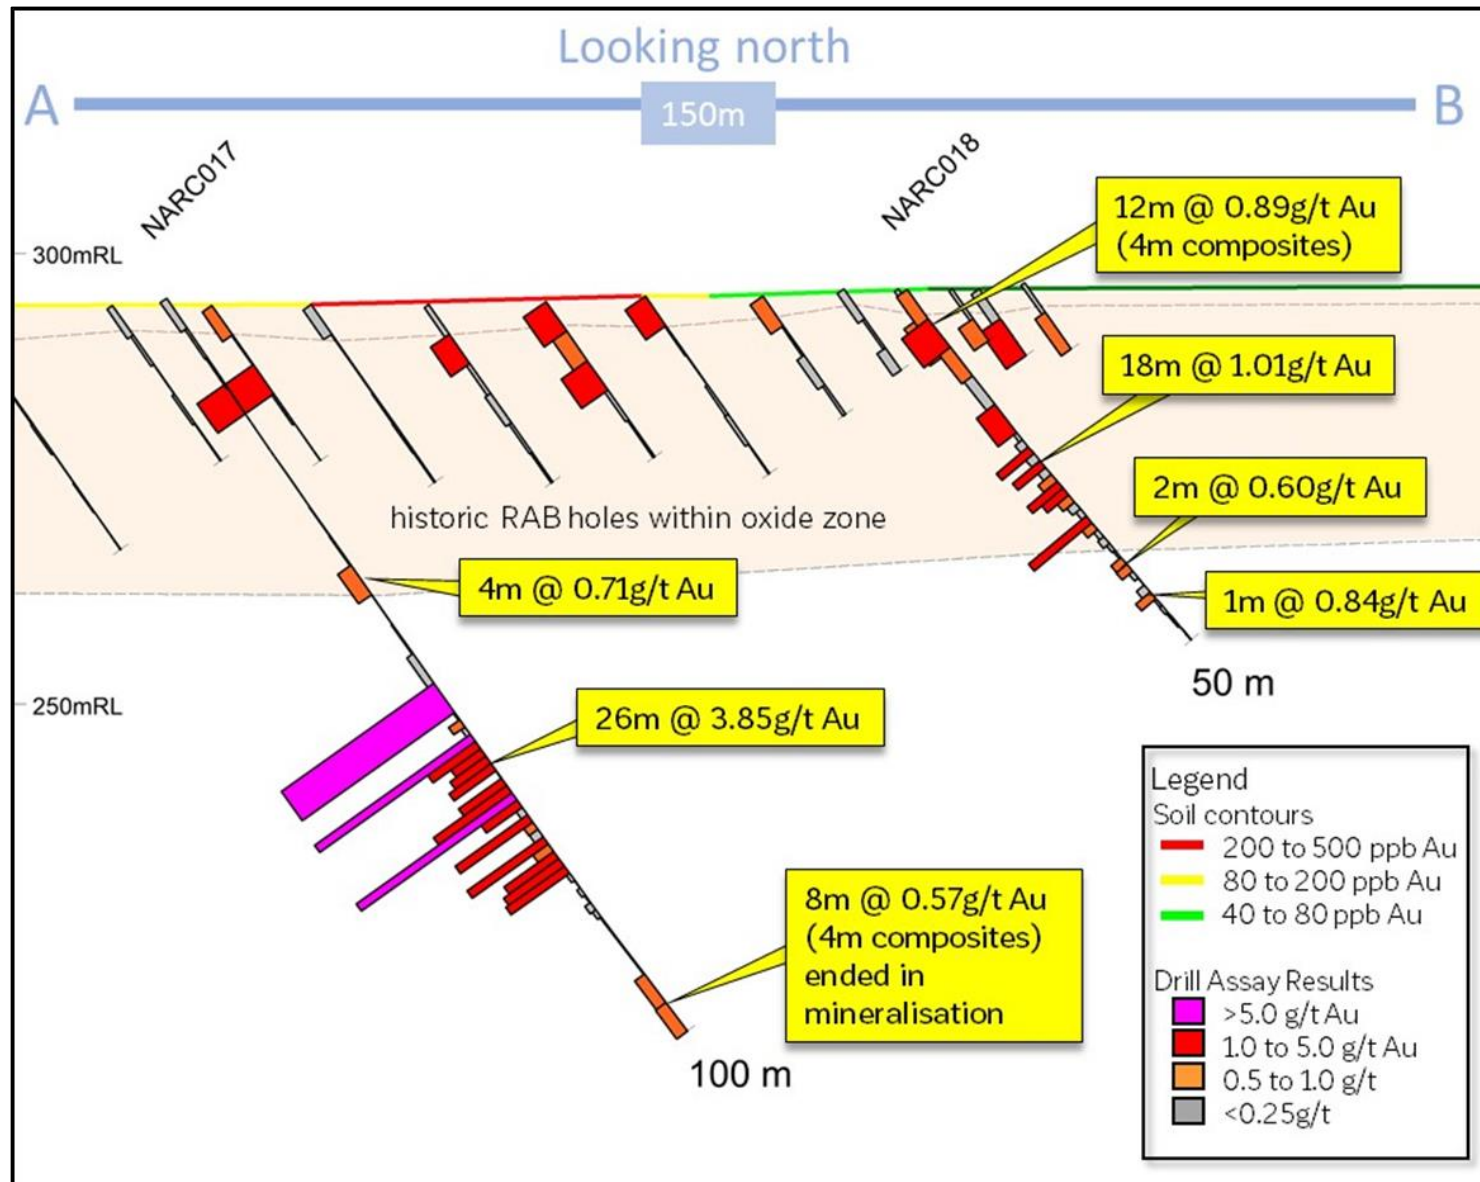 Looking north
A
150m
B
NARC017
NARC018
12m @ 0.89g/t Au
(4m composites)
300mRL
18m @ 1.01g/t Au
2m @ 0.60g/t Au
historic RAB holes within oxide zone
4m @ 0.71g/t Au
1m @ 0.84g/t Au
50 m
250mRL
26m @ 3.85g/t Au
8m @ 0.57g/t Au
(4m composites)
ended in
mineralisation
100 m
Legend
Soil contours
200 to 500 ppb Au
80 to 200 ppb Au
40 to 80 ppb Au
Drill Assay Results
>5.0 g/t Au
1.0 to 5.0 g/t Au
0.5 to 1.0 g/t
<0.25g/t